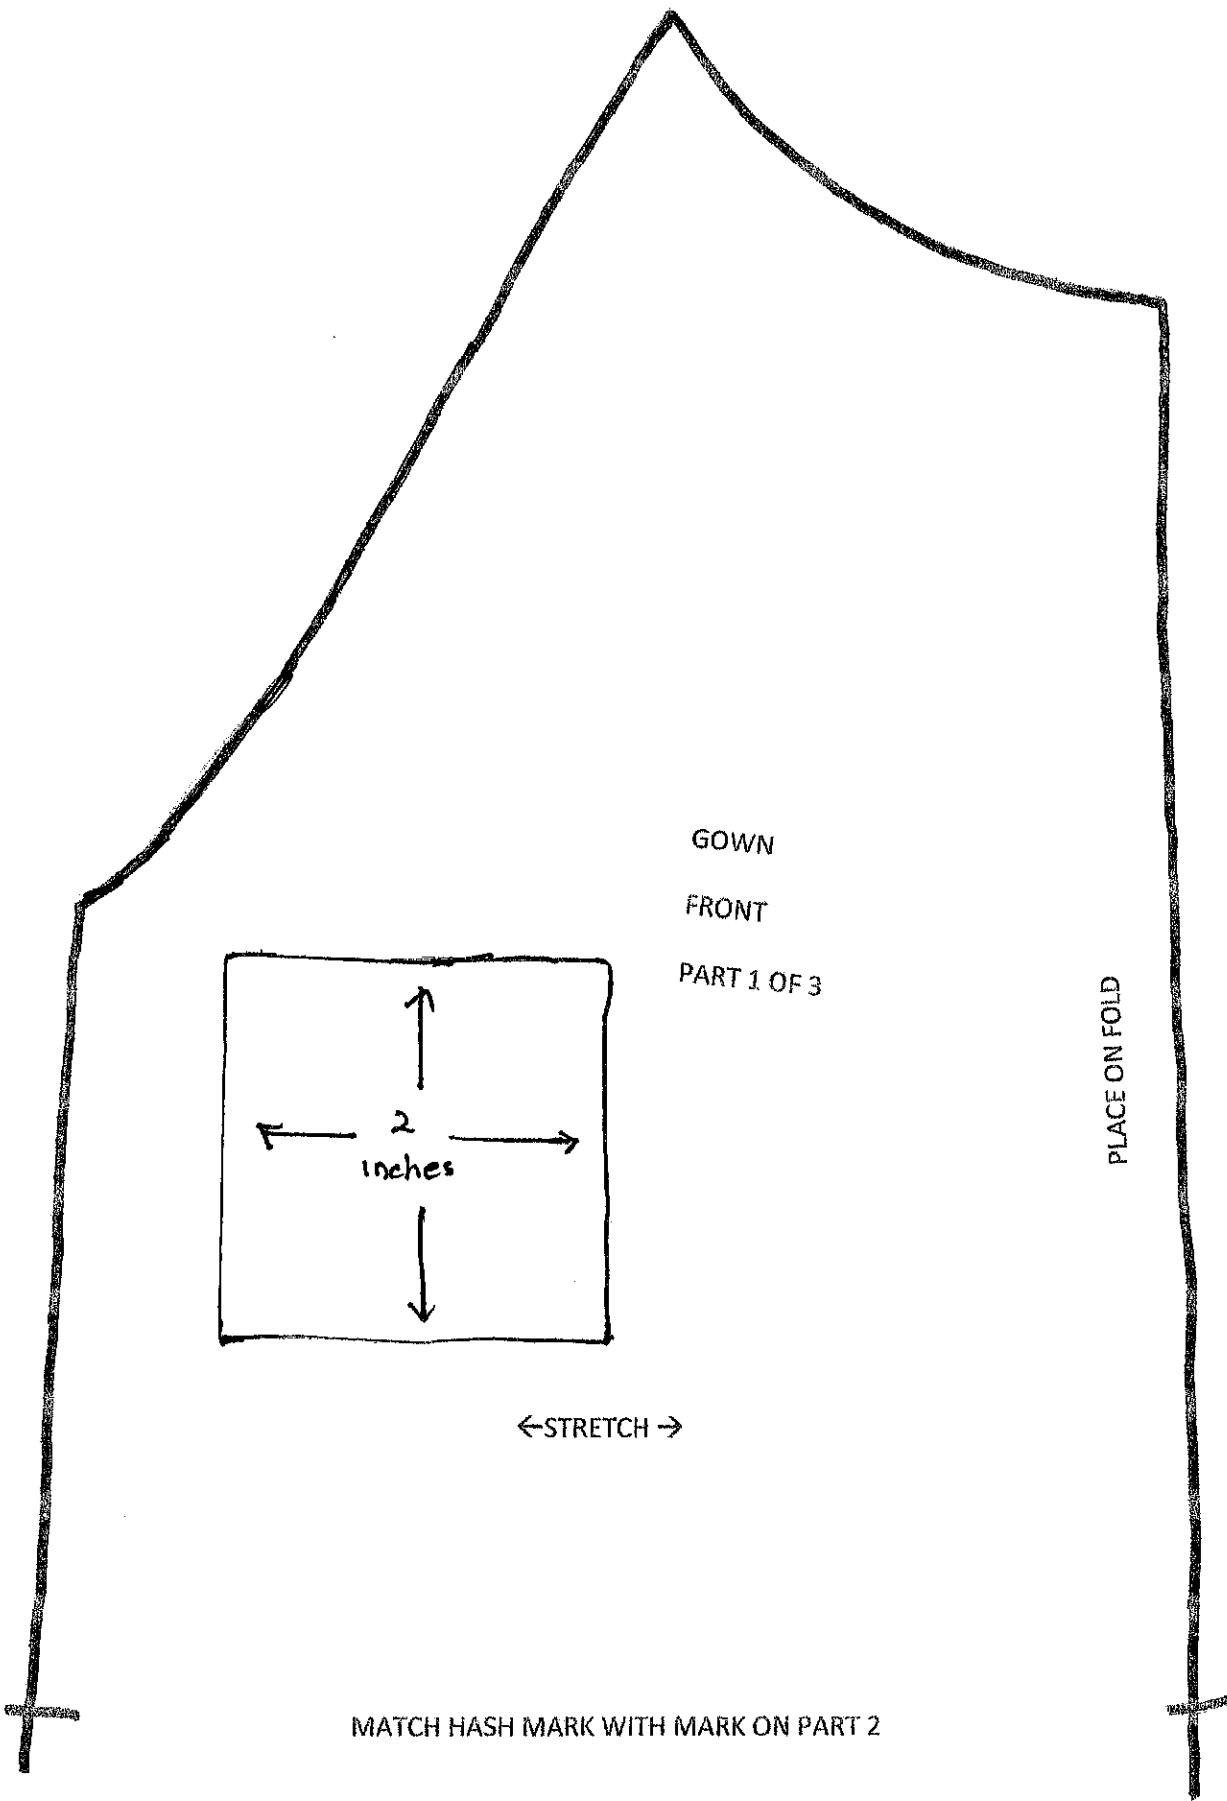 GOWN
FRONT
PART 1 OF 3
PLACE ON FOLD
2
inches
←STRETCH →
MATCH HASH MARK WITH MARK ON PART 2